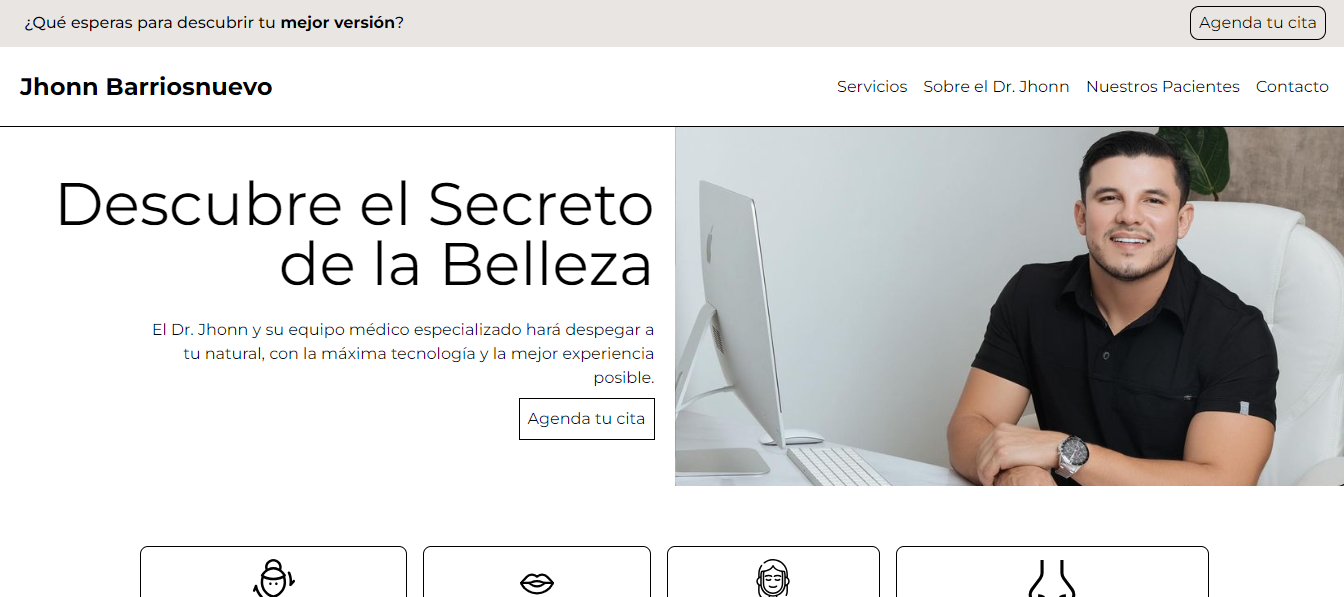 ¿Qué esperas para descubrir tu mejor versión?
Agenda tu cita
Jhonn Barriosnuevo
Servicios
Sobre el Dr. Jhonn
Nuestros Pacientes
Contacto
Descubre el Secreto
de la Belleza
El Dr. Jhonn y su equipo médico especializado hará despegar a
tu natural, con la máxima tecnología y la mejor experiencia
posible.
Agenda tu cita